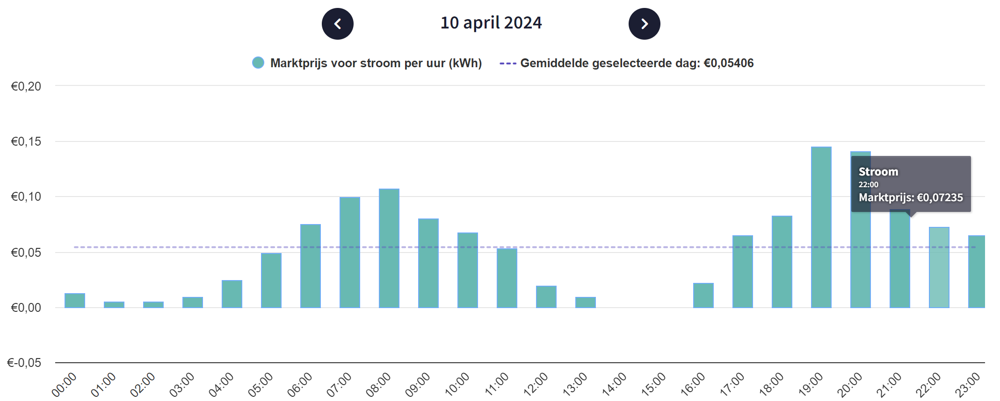 10 april 2024
Marktprijs voor stroom per uur (kWh) Gemiddelde geselecteerde dag: €0,05406
€0,20
€0,15
€0,10
€0,05
€0,00
€-0,05
Stroom
22:00
Marktprijs: €0,07235
00:00 01:00 02:00 03:00 04:00 05:00 06:00 07:00 08:00 09:00 10:00 11:00 12:00 13:00 14:00 15:00 16:00 17:00 18:00 19:00 20:00 21:00 22:00 23:00